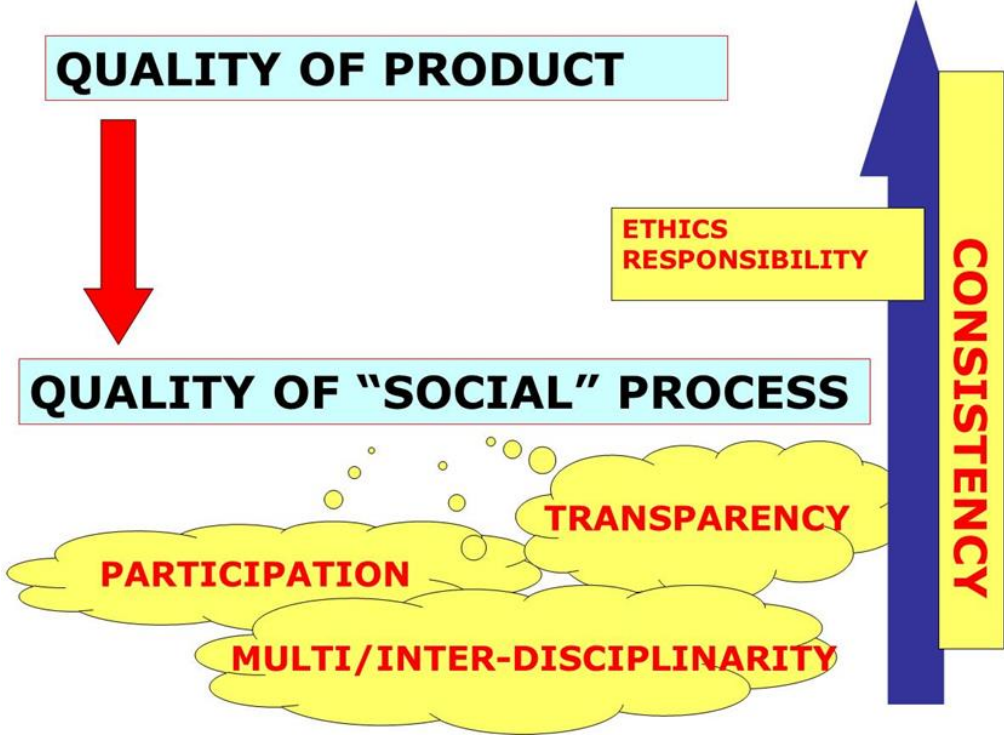 QUALITY OF PRODUCT
ETHICS
RESPONSIBILITY
CONSISTENCY
QUALITY OF “SOCIAL” PROCESS
TRANSPARENCY
PARTICIPATION
MULTI/INTER-DISCIPLINARITY